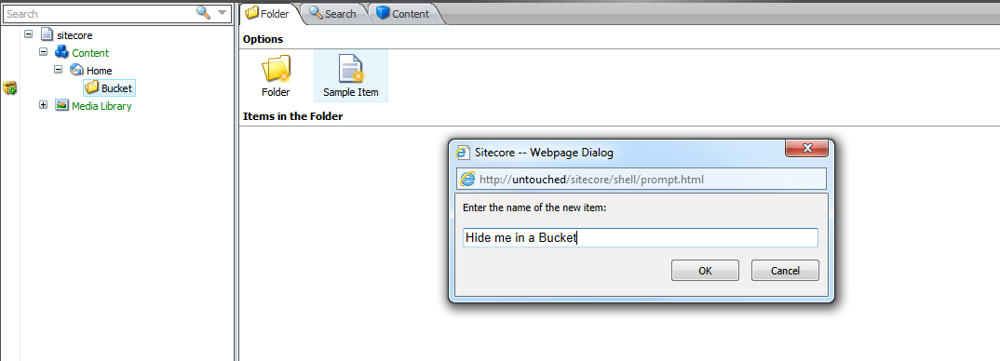 Search
sitecore
Content
Home
Bucket
Media Library
Folder
Search
Content
Options
Folder
Sample Item
Items in the Folder
Sitecore -- Webpage Dialog
http://untouched/sitecore/shell/prompt.html
Enter the name of the new item:
Hide me in a Bucket
OK
Cancel